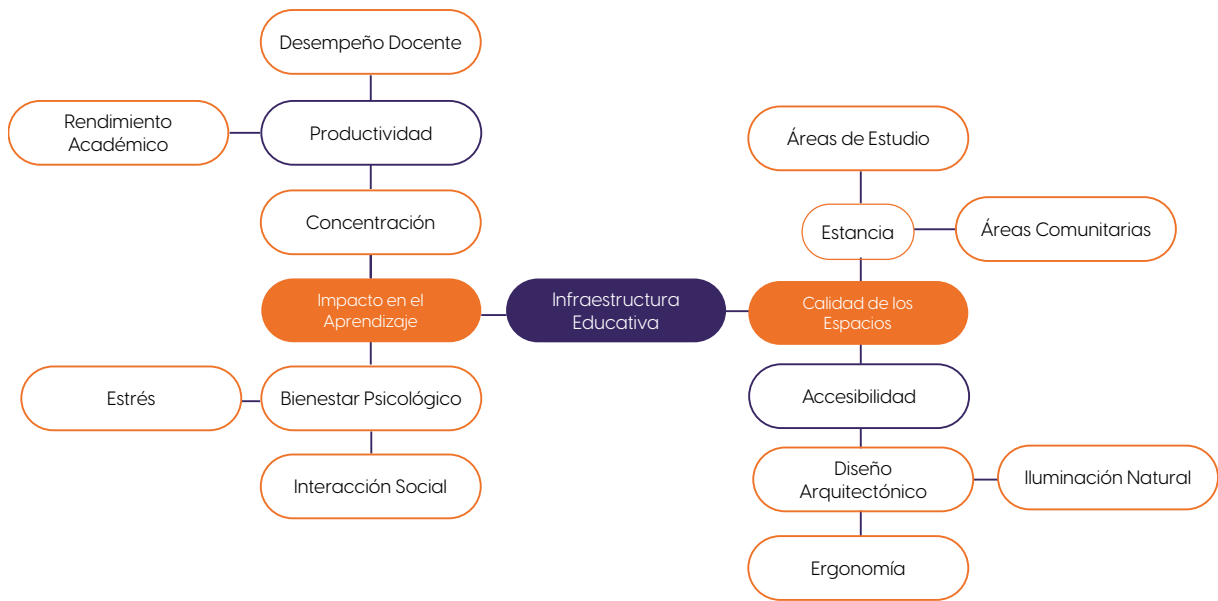 Desempeño Docente
Rendimiento
Académico
Productividad
Concentración
Impacto en el
Aprendizaje
Estrés
Bienestar Psicológico
Interacción Social
Infraestructura
Educativa
Áreas de Estudio
Estancia
Áreas Comunitarias
Calidad de los
Espacios
Accesibilidad
Diseño
Arquitectónico
Iluminación Natural
Ergonomía